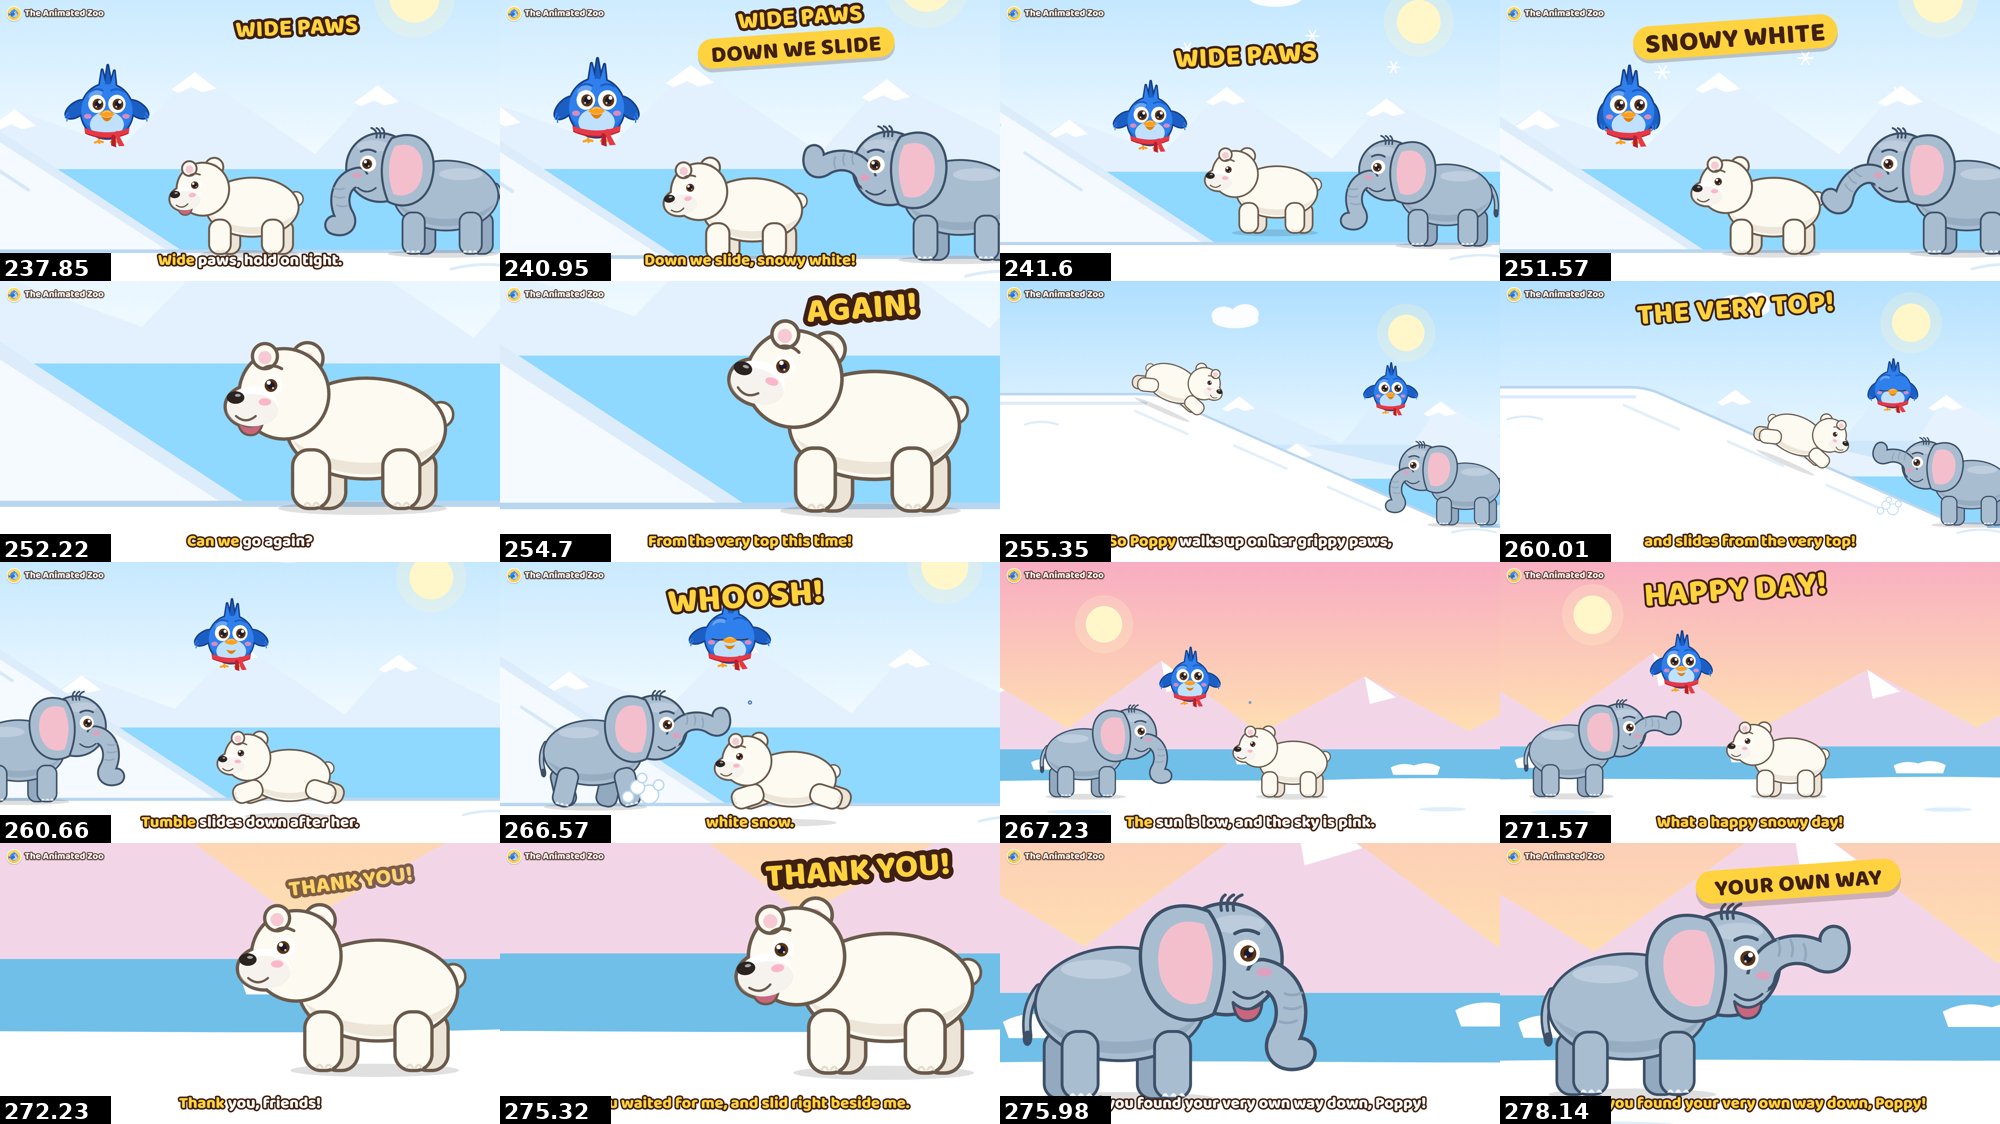 The Animated Zoo
WIDE PAWS
Wide paws, hold on tight.
237.85
The Animated Zoo
WIDE PAWS
DOWN WE SLIDE
Down we slide, snowy white!
240.95
The Animated Zoo
WIDE PAWS
241.6
The Animated Zoo
SNOWY WHITE
251.57
The Animated Zoo
Can we go again?
252.22
The Animated Zoo
AGAIN!
From the very top this time!
254.7
The Animated Zoo
So Poppy walks up on her grippy paws,
255.35
The Animated Zoo
THE VERY TOP!
and slides from the very top!
260.01
The Animated Zoo
Tumble slides down after her.
260.66
The Animated Zoo
WHOOSH!
white snow.
266.57
The Animated Zoo
The sun is low, and the sky is pink.
267.23
The Animated Zoo
HAPPY DAY!
What a happy snowy day!
271.57
The Animated Zoo
THANK YOU!
Thank you, friends!
272.23
The Animated Zoo
THANK YOU!
waited for me, and slid right beside me.
275.32
The Animated Zoo
you found your very own way down, Poppy!
275.98
The Animated Zoo
YOUR OWN WAY
you found your very own way down, Poppy!
278.14